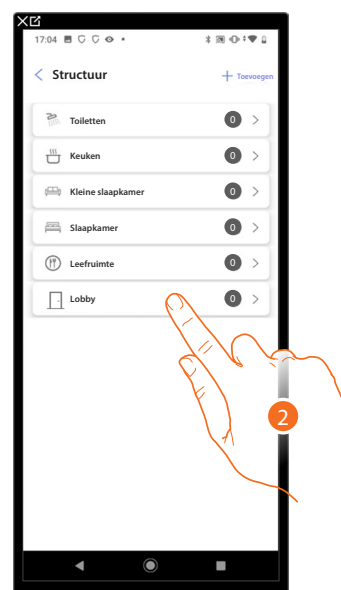 17:04
Structuur
Toevoegen
Toiletten 0
Keuken 0
Kleine slaapkamer 0
Slaapkamer 0
Leefruimte 0
Lobby 0
2